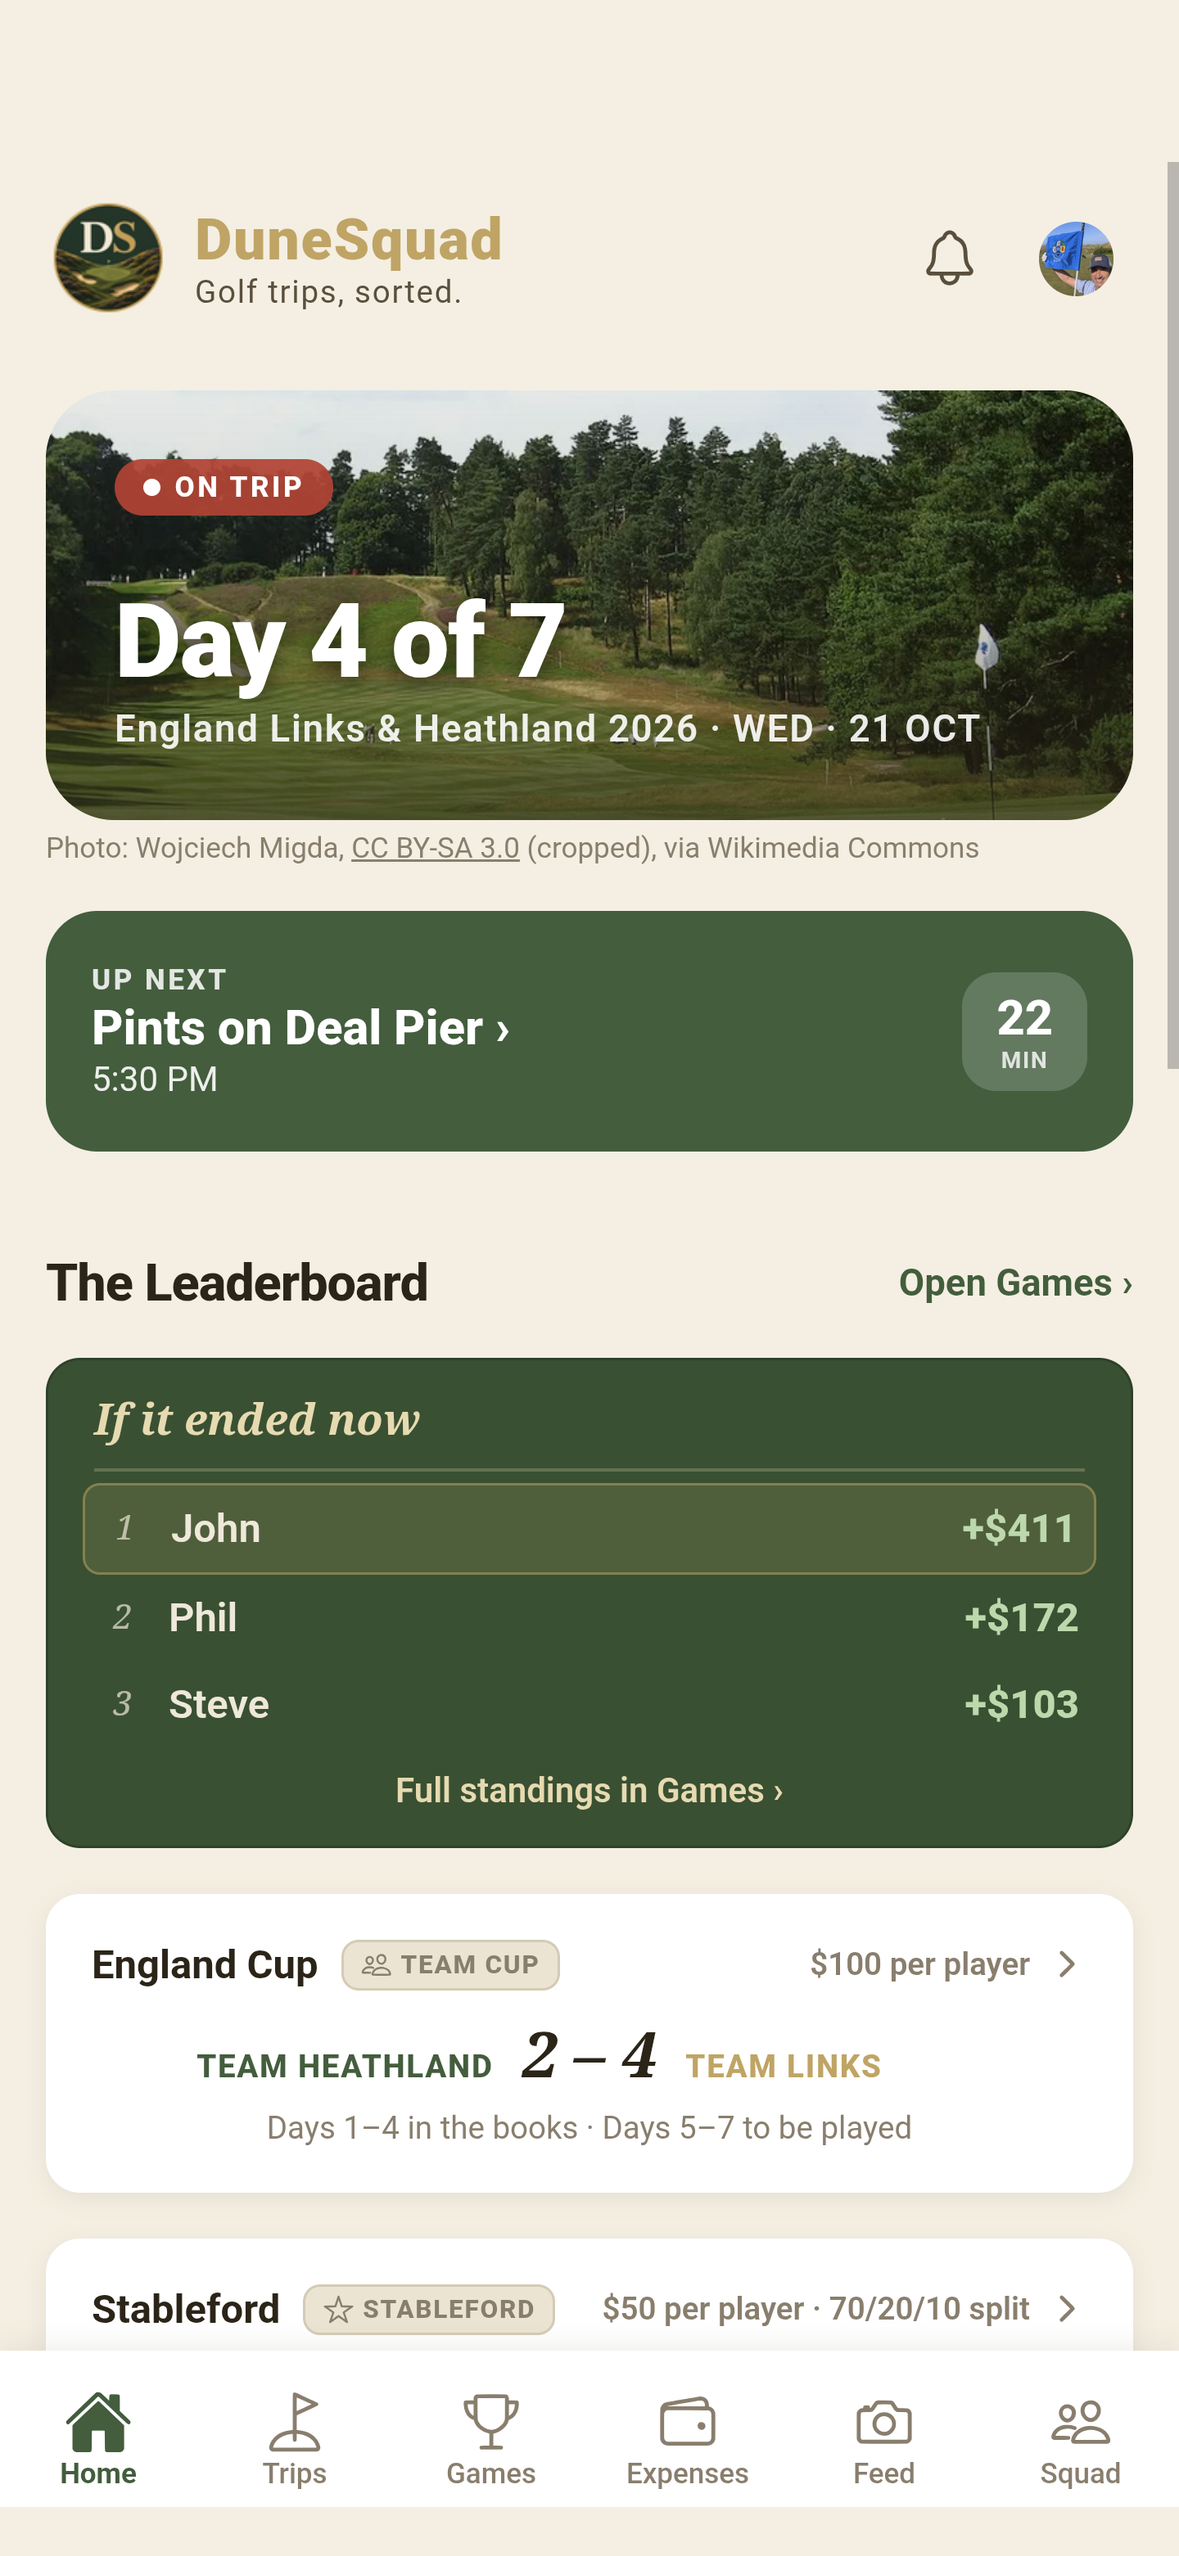 DS
DuneSquad
Golf trips, sorted.
ON TRIP
Day 4 of 7
England Links & Heathland 2026 · WED · 21 OCT
Photo: Wojciech Migda, CC BY-SA 3.0 (cropped), via Wikimedia Commons
UP NEXT
Pints on Deal Pier ›
5:30 PM
22
MIN
The Leaderboard
Open Games ›
If it ended now
1 John +$411
2 Phil +$172
3 Steve +$103
Full standings in Games ›
England Cup TEAM CUP $100 per player
TEAM HEATHLAND 2 – 4 TEAM LINKS
Days 1–4 in the books · Days 5–7 to be played
Stableford STABLEFORD $50 per player · 70/20/10 split
Home Trips Games Expenses Feed Squad